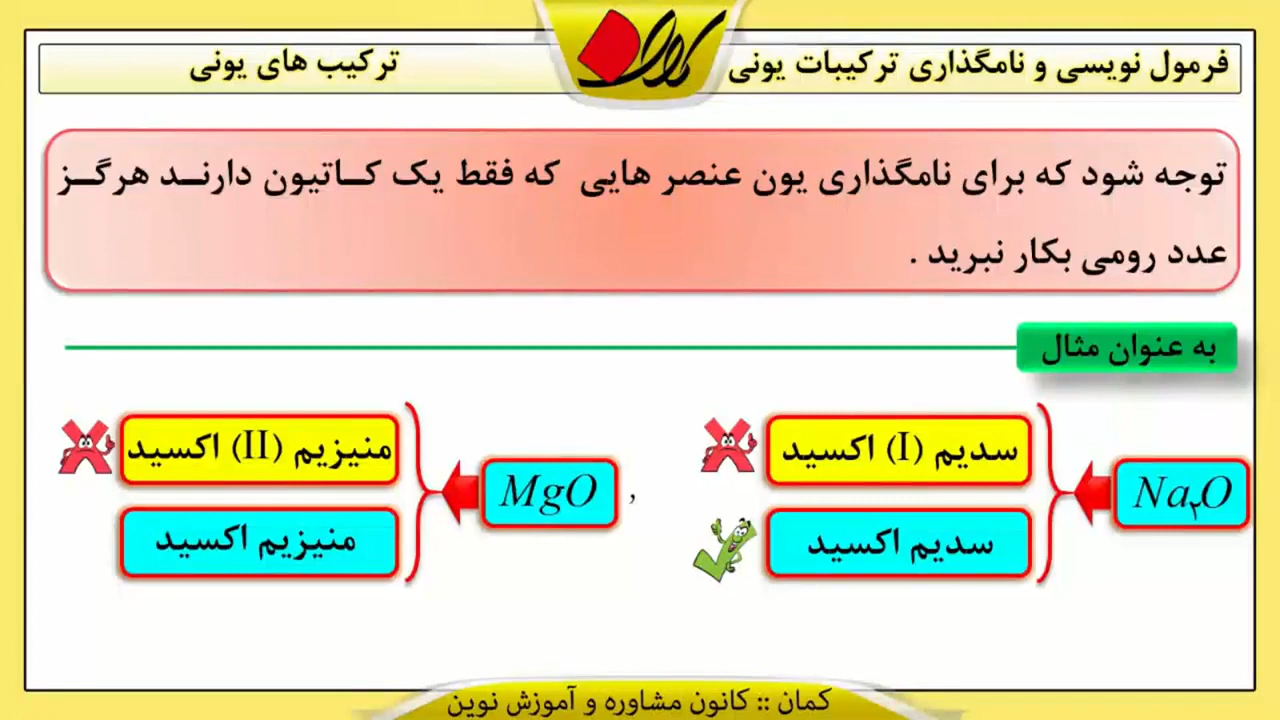 فرمول نویسی و نامگذاری ترکیبات یونی
کمان
ترکیب های یونی
توجه شود که برای نامگذاری یون عنصر هایی که فقط یک کاتیون دارند هرگز
عدد رومی بکار نبرید .
به عنوان مثال
Na۲O
سدیم (I) اکسید
سدیم اکسید
,
MgO
منیزیم (II) اکسید
منیزیم اکسید
کمان :: کانون مشاوره و آموزش نوین